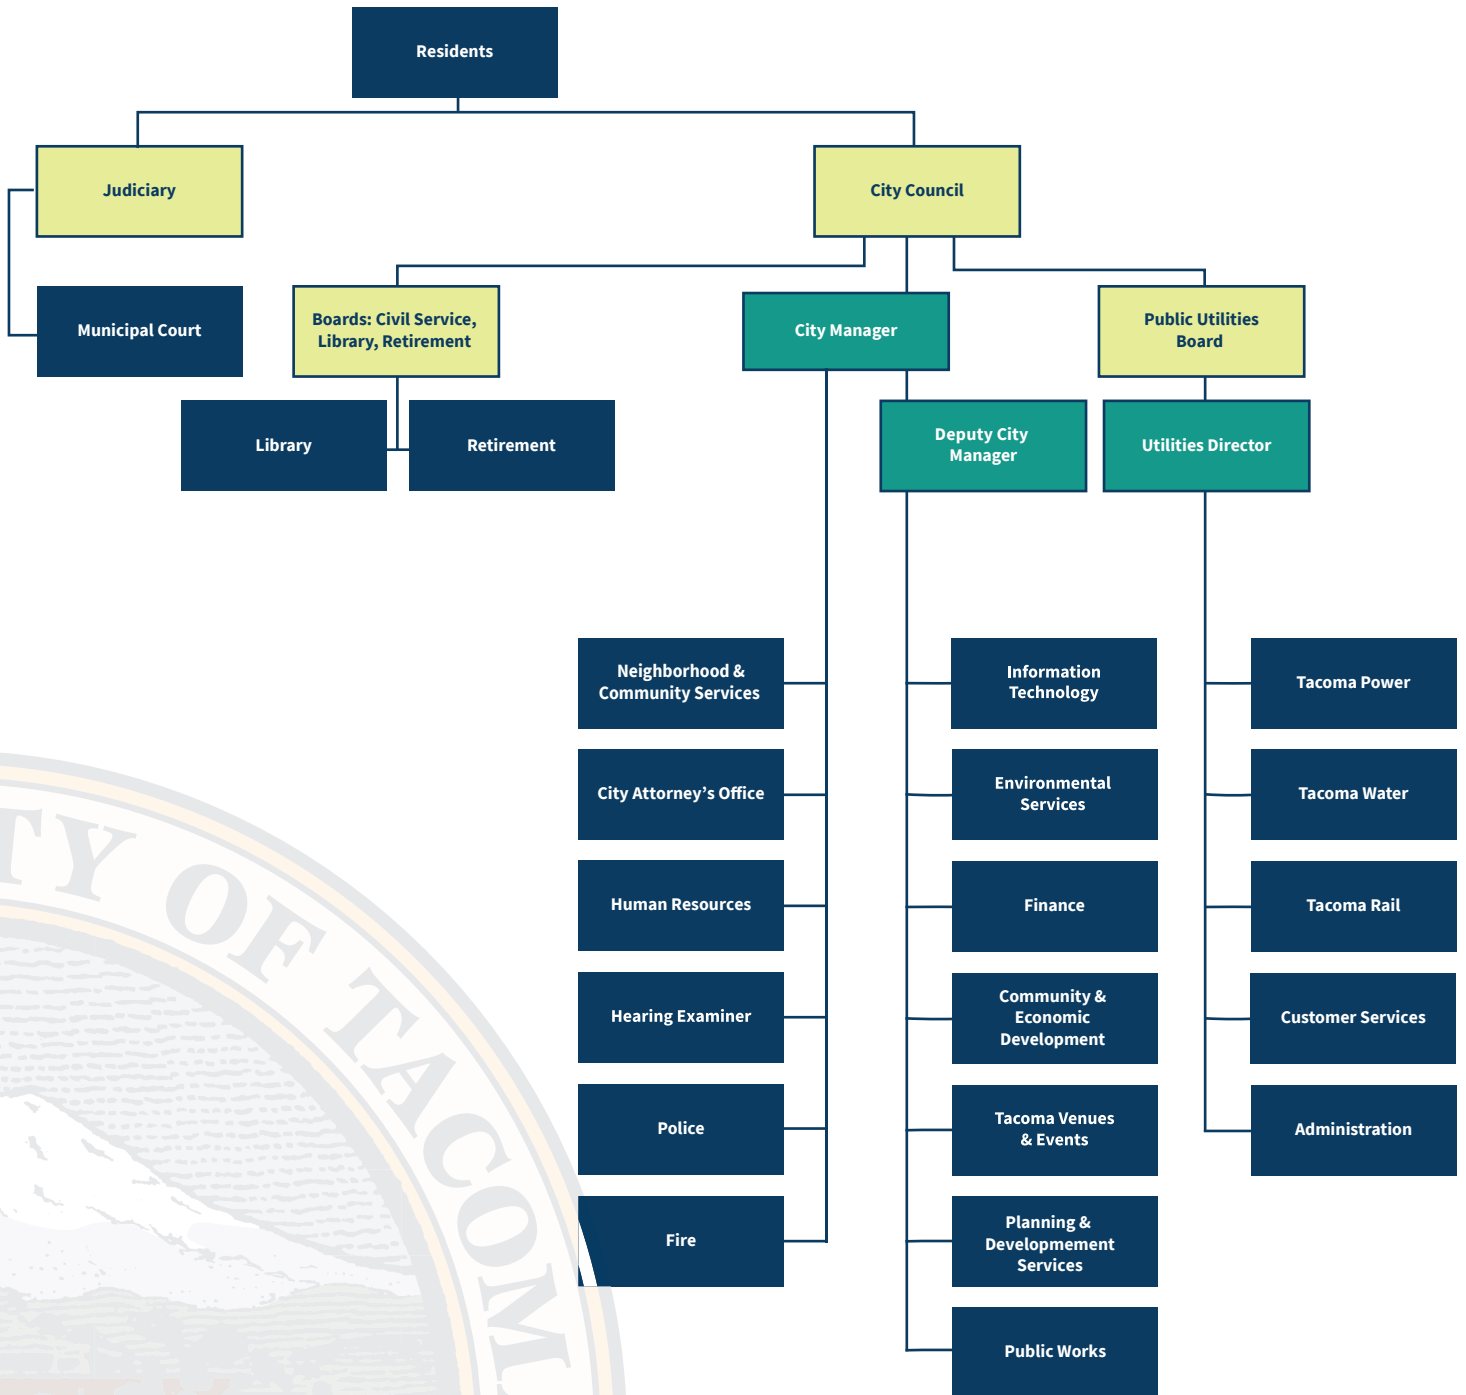 Residents
Judiciary
City Council
Municipal Court
Boards: Civil Service,
Library, Retirement
City Manager
Public Utilities
Board
Library
Retirement
Deputy City
Manager
Utilities Director
Neighborhood &
Community Services
City Attorney’s Office
Human Resources
Hearing Examiner
Police
Fire
Information
Technology
Environmental
Services
Finance
Community &
Economic
Development
Tacoma Venues
& Events
Planning &
Developmement
Services
Public Works
Tacoma Power
Tacoma Water
Tacoma Rail
Customer Services
Administration
TY OF TACOM